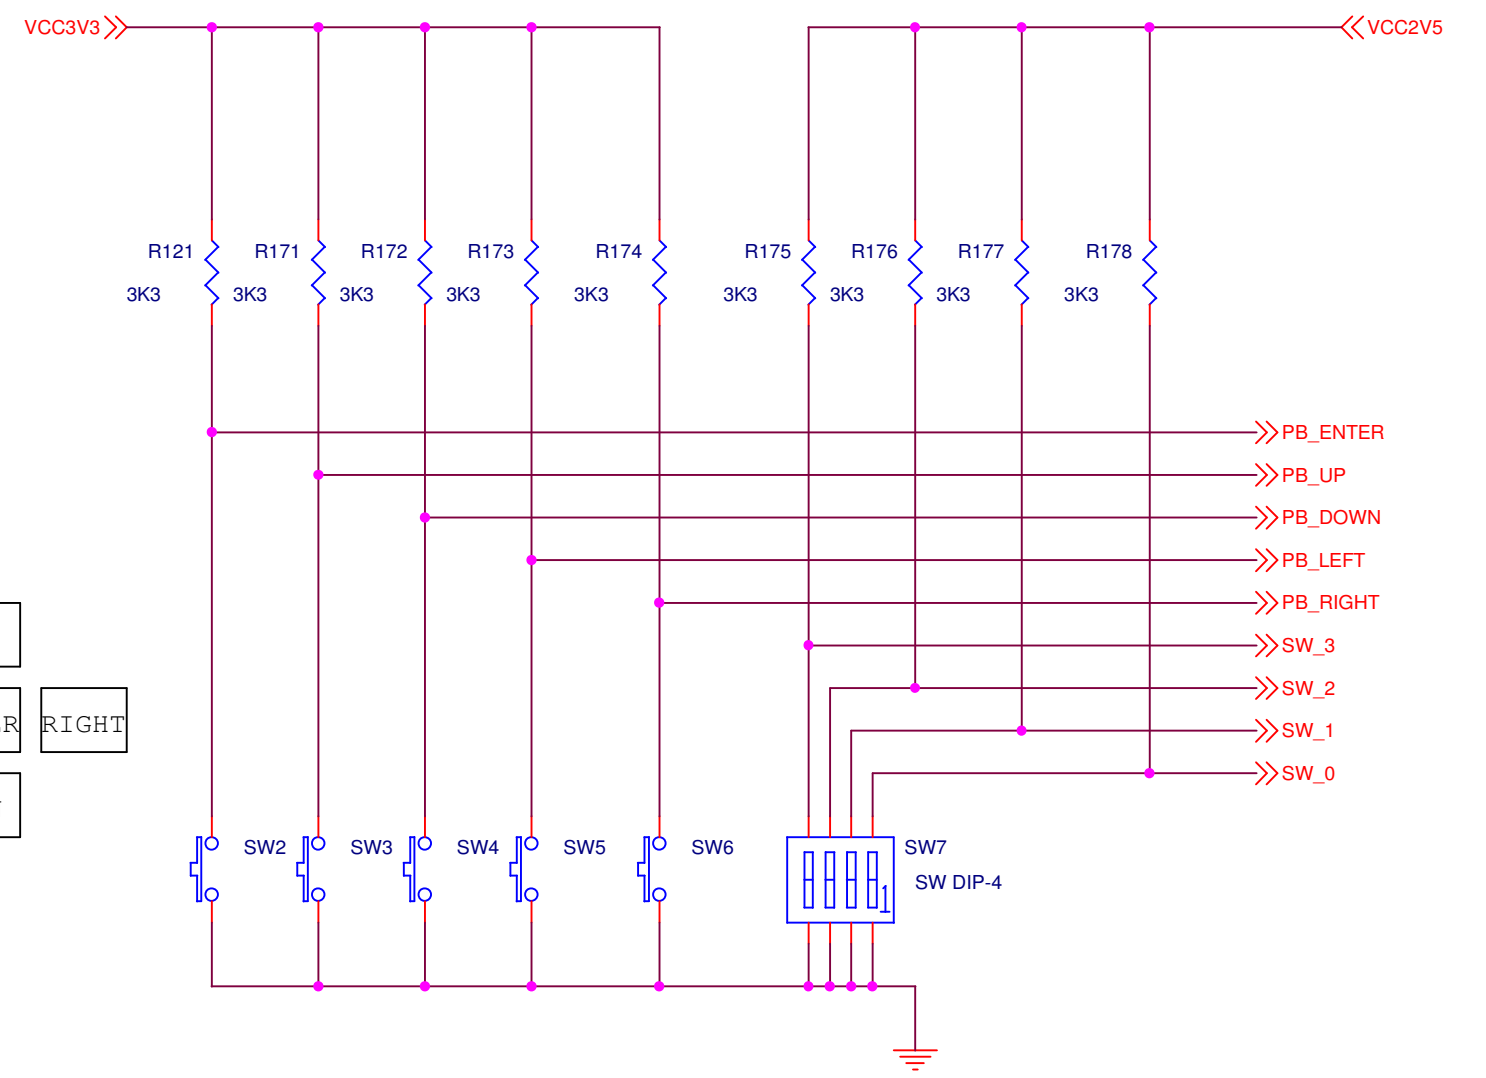 VCC3V3
VCC2V5
R121 R171 R172 R173 R174 R175 R176 R177 R178
3K3 3K3 3K3 3K3 3K3 3K3 3K3 3K3 3K3
PB_ENTER
PB_UP
PB_DOWN
PB_LEFT
PB_RIGHT
SW_3
SW_2
R RIGHT
SW_1
SW_0
SW2 SW3 SW4 SW5 SW6 SW7
SW DIP-4
1